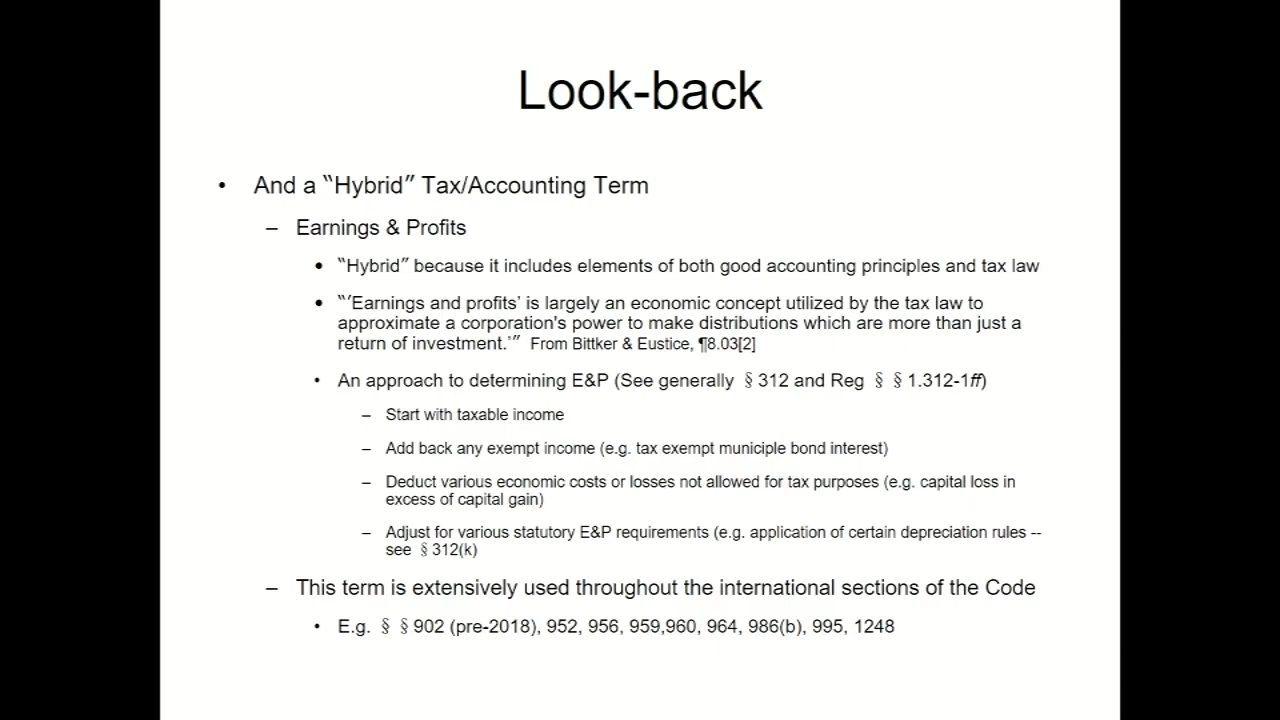 Look-back
• And a “Hybrid” Tax/Accounting Term
– Earnings & Profits
• “Hybrid” because it includes elements of both good accounting principles and tax law
• “‘Earnings and profits’ is largely an economic concept utilized by the tax law to
approximate a corporation's power to make distributions which are more than just a
return of investment.’” From Bittker & Eustice, ¶8.03[2]
• An approach to determining E&P (See generally §312 and Reg § §1.312-1ff)
– Start with taxable income
– Add back any exempt income (e.g. tax exempt municiple bond interest)
– Deduct various economic costs or losses not allowed for tax purposes (e.g. capital loss in
excess of capital gain)
– Adjust for various statutory E&P requirements (e.g. application of certain depreciation rules --
see §312(k)
– This term is extensively used throughout the international sections of the Code
• E.g. § §902 (pre-2018), 952, 956, 959,960, 964, 986(b), 995, 1248